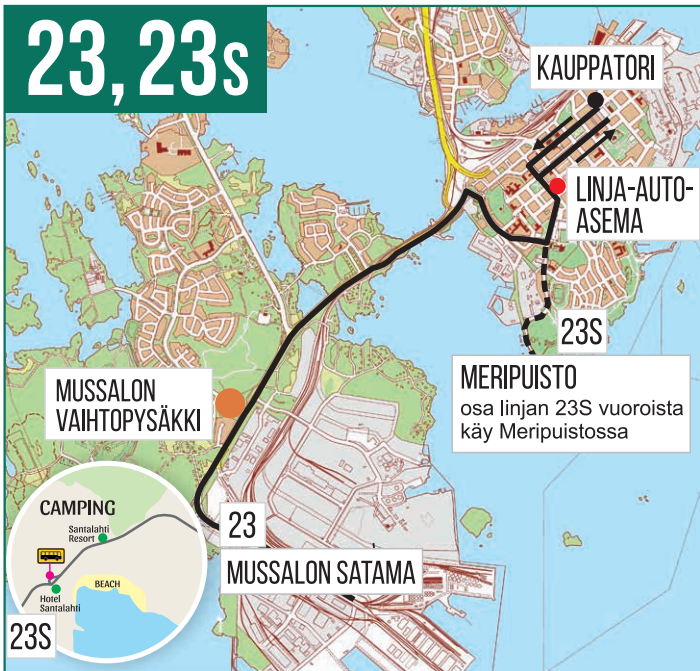 23, 23S
KAUPPATORI
LINJA-AUTO-
ASEMA
23S
MERIPUISTO
osa linjan 23S vuoroista
käy Meripuistossa
MUSSALON
VAIHTOPYSÄKKI
23
MUSSALON SATAMA
CAMPING
Santalahti
Resort
BEACH
Hotel
Santalahti
23S